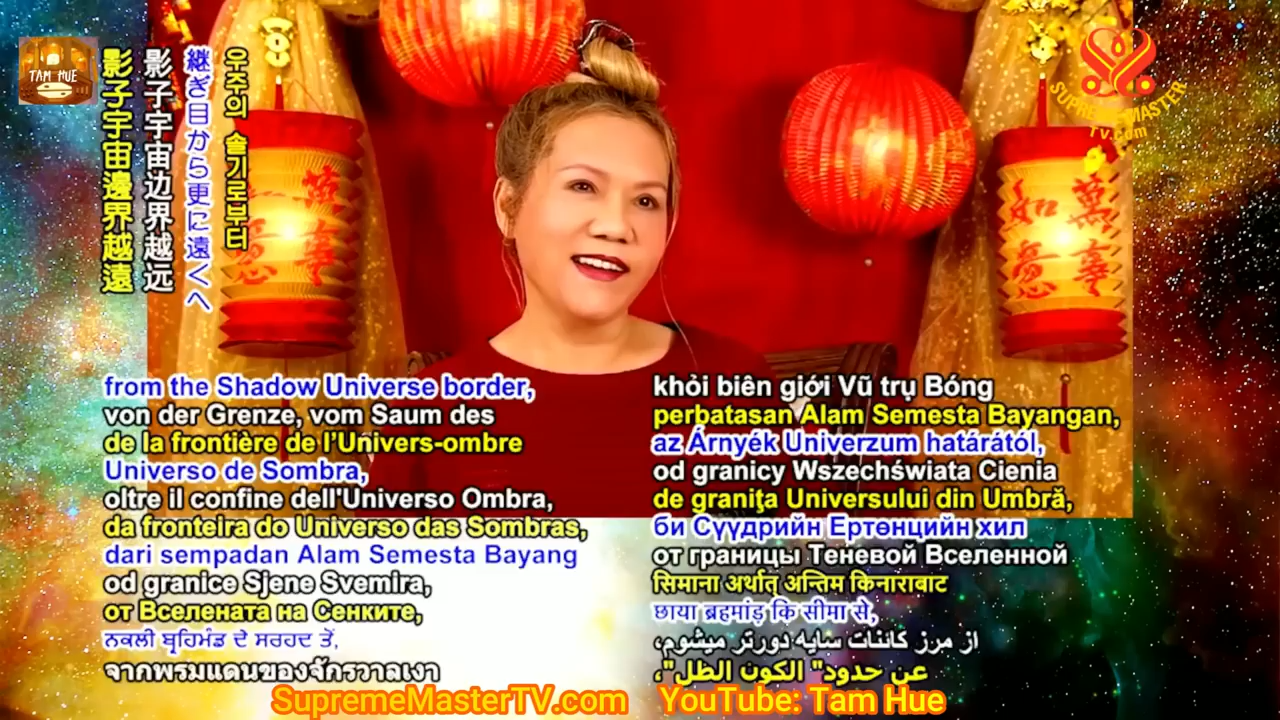 TAM HUE
影子宇宙邊界越遠
影子宇宙边界越远
継ぎ目から更に遠くへ
우주의 솔기로부터
SUPREME MASTER
TV.com
如意
萬事
from the Shadow Universe border,
von der Grenze, vom Saum des
de la frontière de l'Univers-ombre
Universo de Sombra,
oltre il confine dell'Universo Ombra,
da fronteira do Universo das Sombras,
dari sempadan Alam Semesta Bayang
od granice Sjene Svemira,
от Вселената на Сенките,
ਨਕਲੀ ਬ੍ਰਹਿਮੰਡ ਦੇ ਸਰਹਦ ਤੋਂ,
จากพรมแดนของจักรวาลเงา
khỏi biên giới Vũ trụ Bóng
perbatasan Alam Semesta Bayangan,
az Árnyék Univerzum határától,
od granicy Wszechświata Cienia
de graniţa Universului din Umbră,
би Сүүдрийн Ертөнцийн хил
от границы Теневой Вселенной
सिमाना अर्थात् अन्तिम किनाराबाट
छाया ब्रहमांड़ कि सीमा से,
از مرز کائنات سایه دورتر میشوم،
عن حدود" الكون الظل"،
SupremeMasterTV.com YouTube: Tam Hue